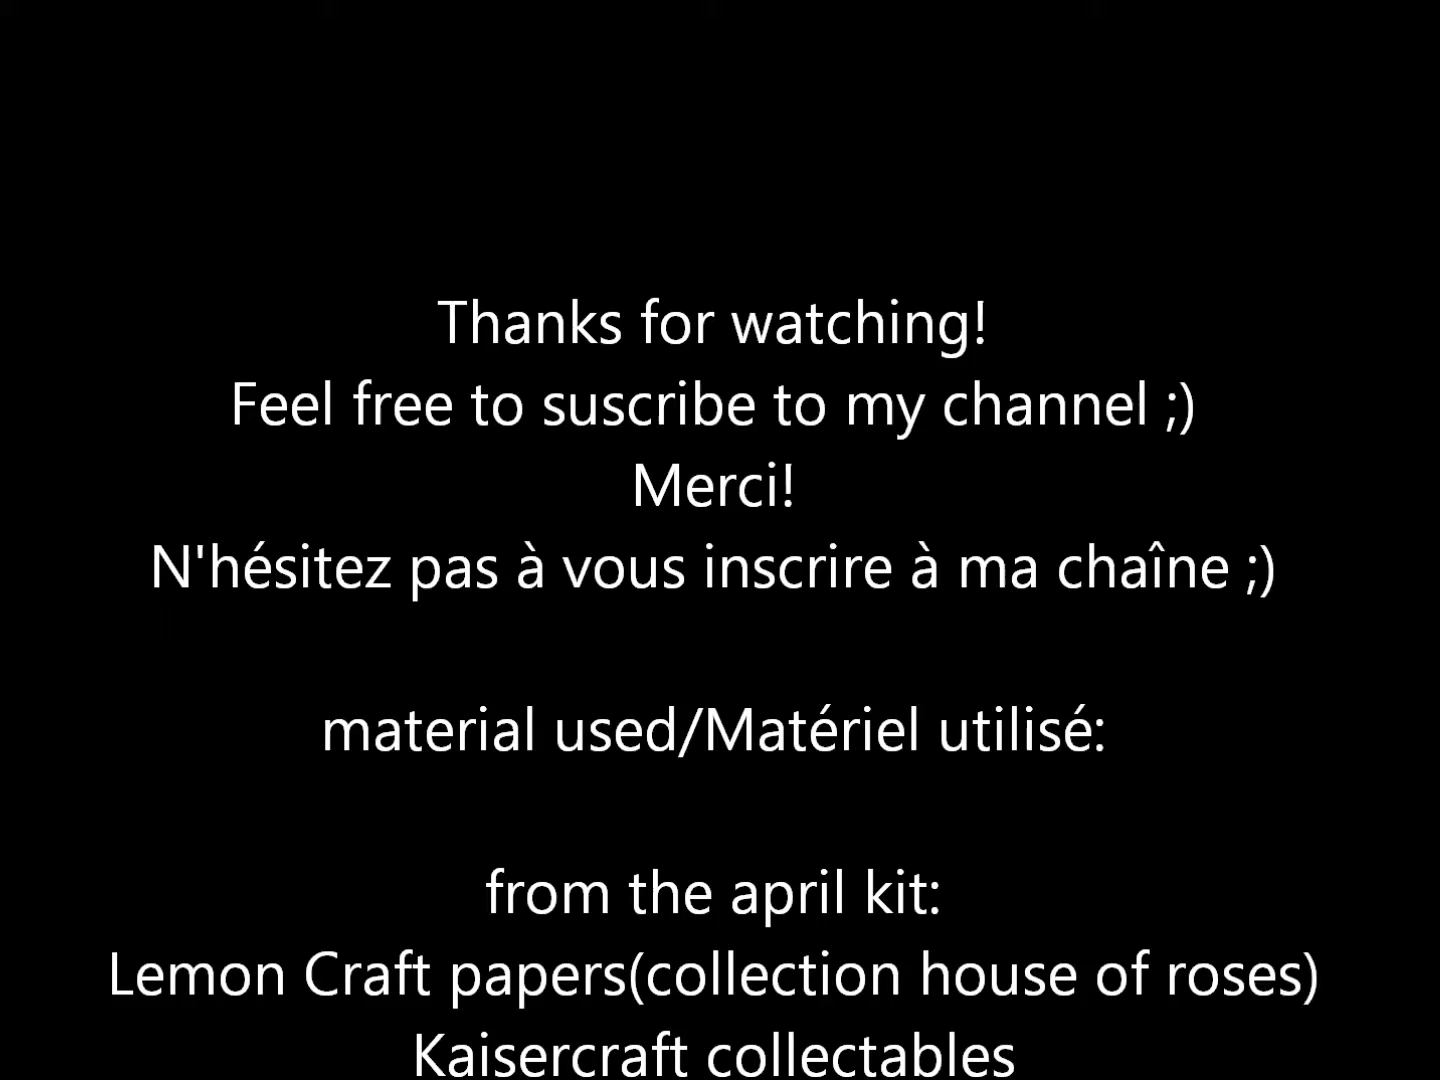 Thanks for watching!
Feel free to suscribe to my channel ;)
Merci!
N'hésitez pas à vous inscrire à ma chaîne ;)
material used/Matériel utilisé:
from the april kit:
Lemon Craft papers(collection house of roses)
Kaisercraft collectables